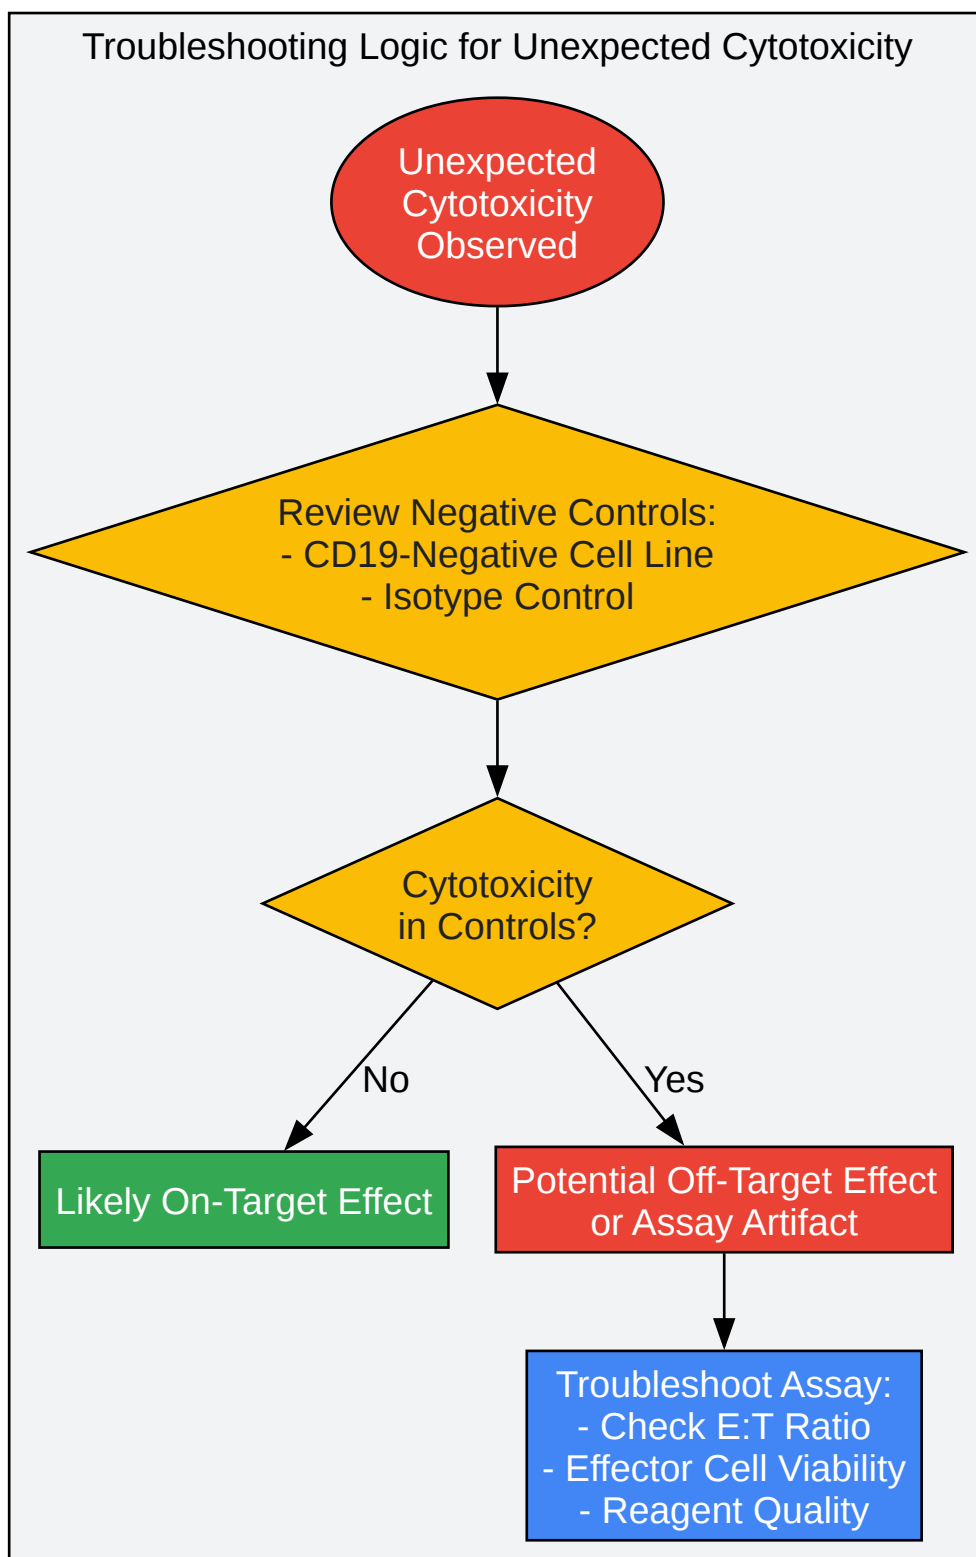 Troubleshooting Logic for Unexpected Cytotoxicity
Unexpected
Cytotoxicity
Observed
Review Negative Controls:
- CD19-Negative Cell Line
- Isotype Control
Cytotoxicity
in Controls?
No
Yes
Likely On-Target Effect
Potential Off-Target Effect
or Assay Artifact
Troubleshoot Assay:
- Check E:T Ratio
- Effector Cell Viability
- Reagent Quality